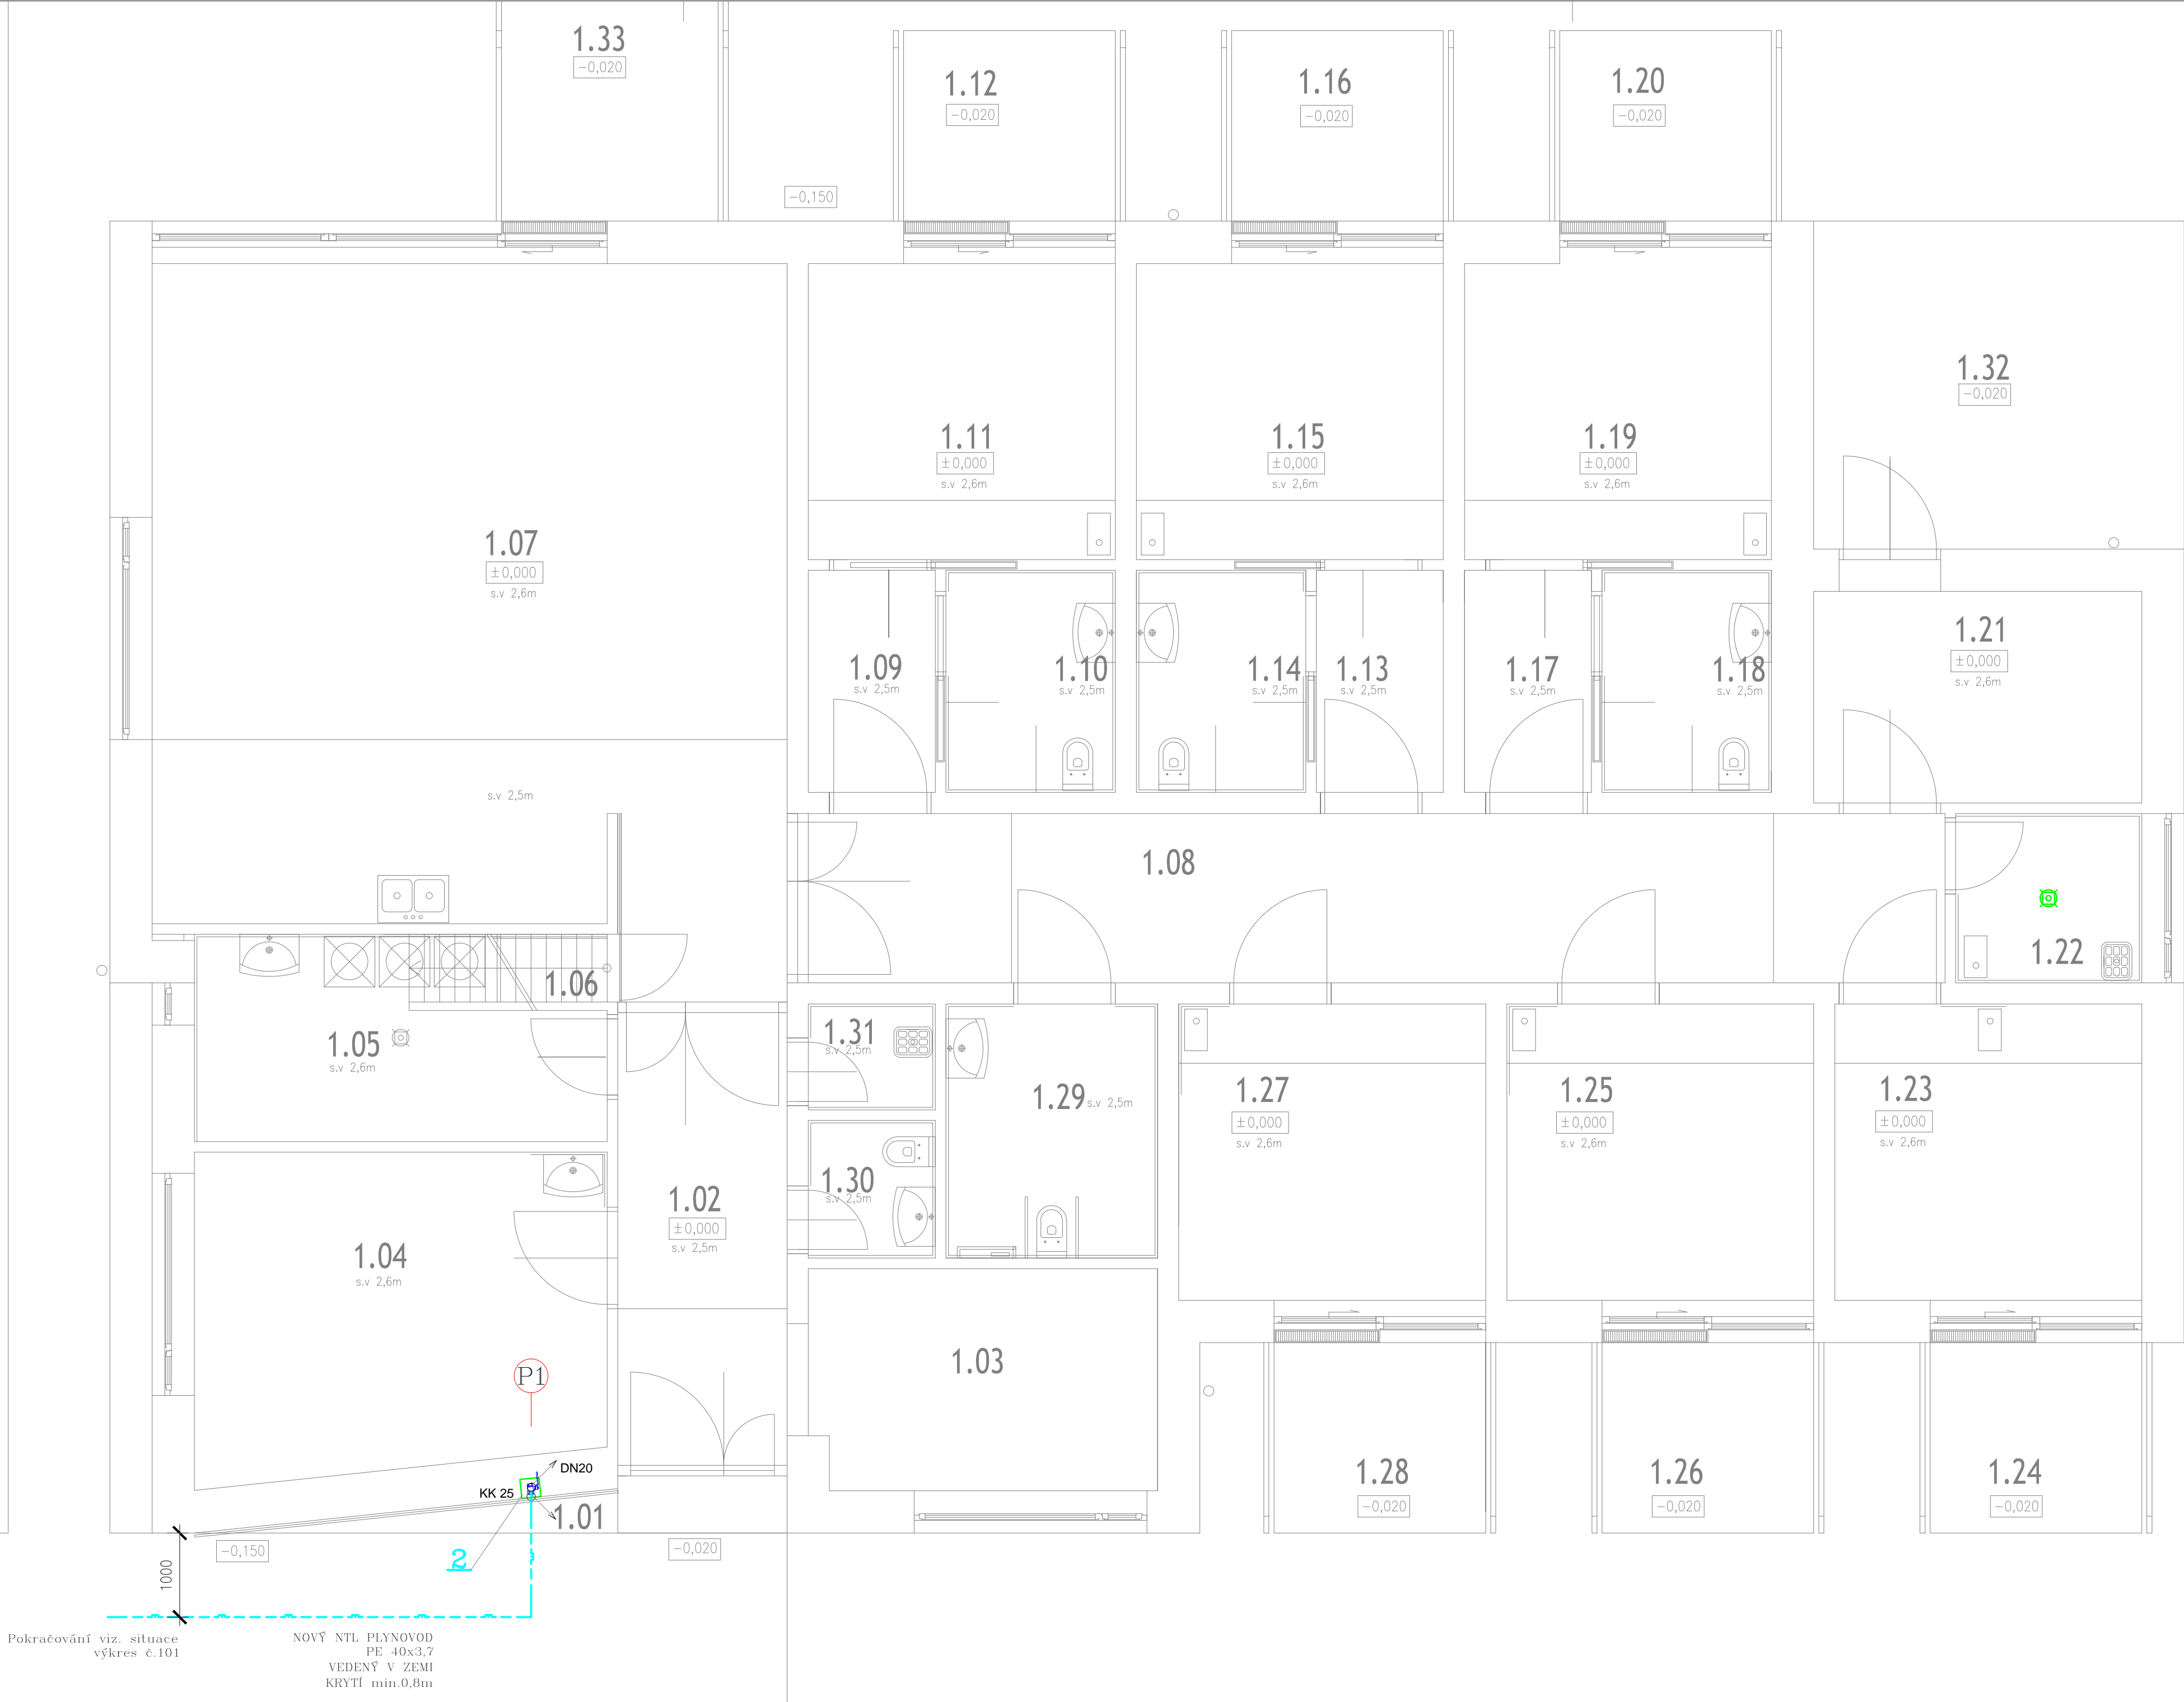 1.33
−0,020
1.12
−0,020
1.16
−0,020
1.20
−0,020
−0,150
1.32
−0,020
1.11
±0,000
s.v 2,6m
1.15
±0,000
s.v 2,6m
1.19
±0,000
s.v 2,6m
1.07
±0,000
s.v 2,6m
1.21
±0,000
s.v 2,6m
1.09
s.v 2,5m
1.10
s.v 2,5m
1.14
s.v 2,5m
1.13
s.v 2,5m
1.17
s.v 2,5m
1.18
s.v 2,5m
s.v 2,5m
1.08
1.22
1.06
1.05
s.v 2,6m
1.31
s.v 2,5m
1.29
s.v 2,5m
1.27
±0,000
s.v 2,6m
1.25
±0,000
s.v 2,6m
1.23
±0,000
s.v 2,6m
1.30
s.v 2,5m
1.02
±0,000
s.v 2,5m
1.04
s.v 2,6m
1.03
P1
DN20
KK 25
1.01
1.28
−0,020
1.26
−0,020
1.24
−0,020
−0,150
−0,020
2
1000
Pokračování viz. situace
výkres č.101
NOVÝ NTL PLYNOVOD
PE 40x3,7
VEDENÝ V ZEMI
KRYTÍ min.0,8m